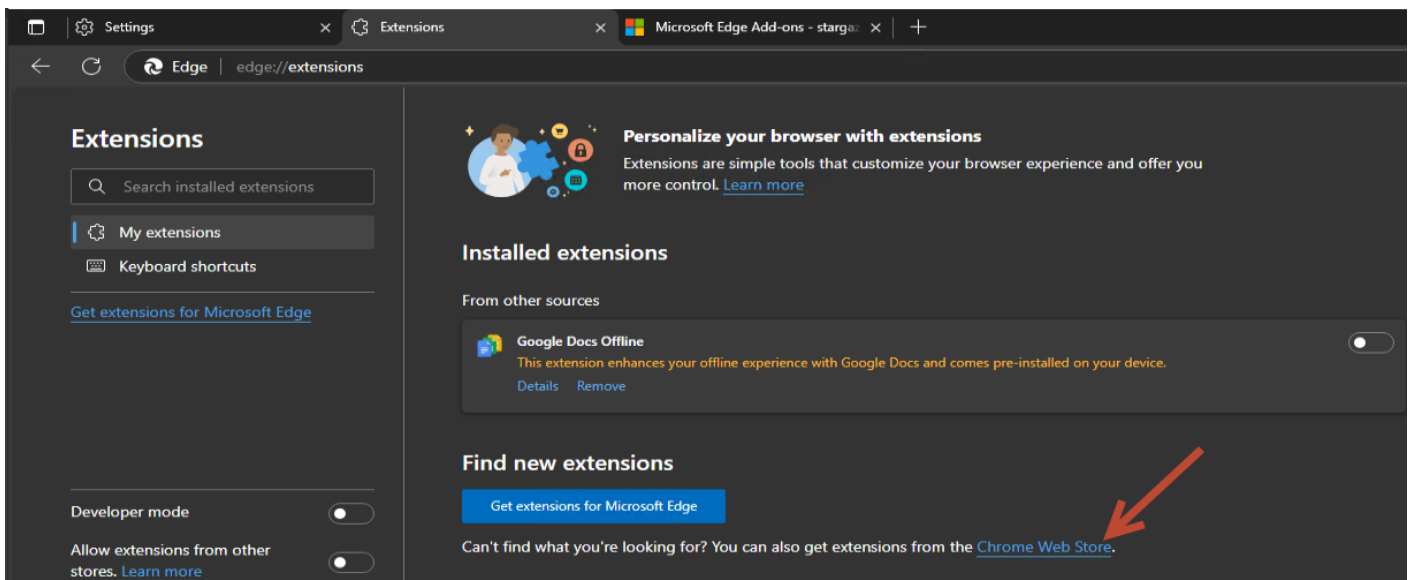 Settings
Extensions
Microsoft Edge Add-ons - starga
Edge
edge://extensions
Extensions
Search installed extensions
My extensions
Keyboard shortcuts
Get extensions for Microsoft Edge
Developer mode
Allow extensions from other
stores. Learn more
Personalize your browser with extensions
Extensions are simple tools that customize your browser experience and offer you
more control. Learn more
Installed extensions
From other sources
Google Docs Offline
This extension enhances your offline experience with Google Docs and comes pre-installed on your device.
Details Remove
Find new extensions
Get extensions for Microsoft Edge
Can't find what you're looking for? You can also get extensions from the Chrome Web Store.